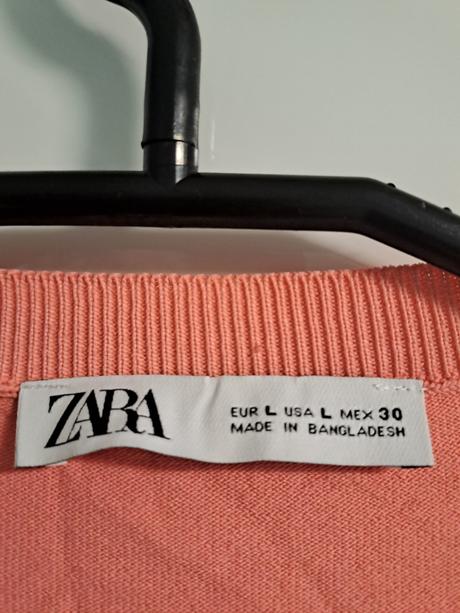 ZARA
EUR L USA L MEX 30
MADE IN BANGLADESH